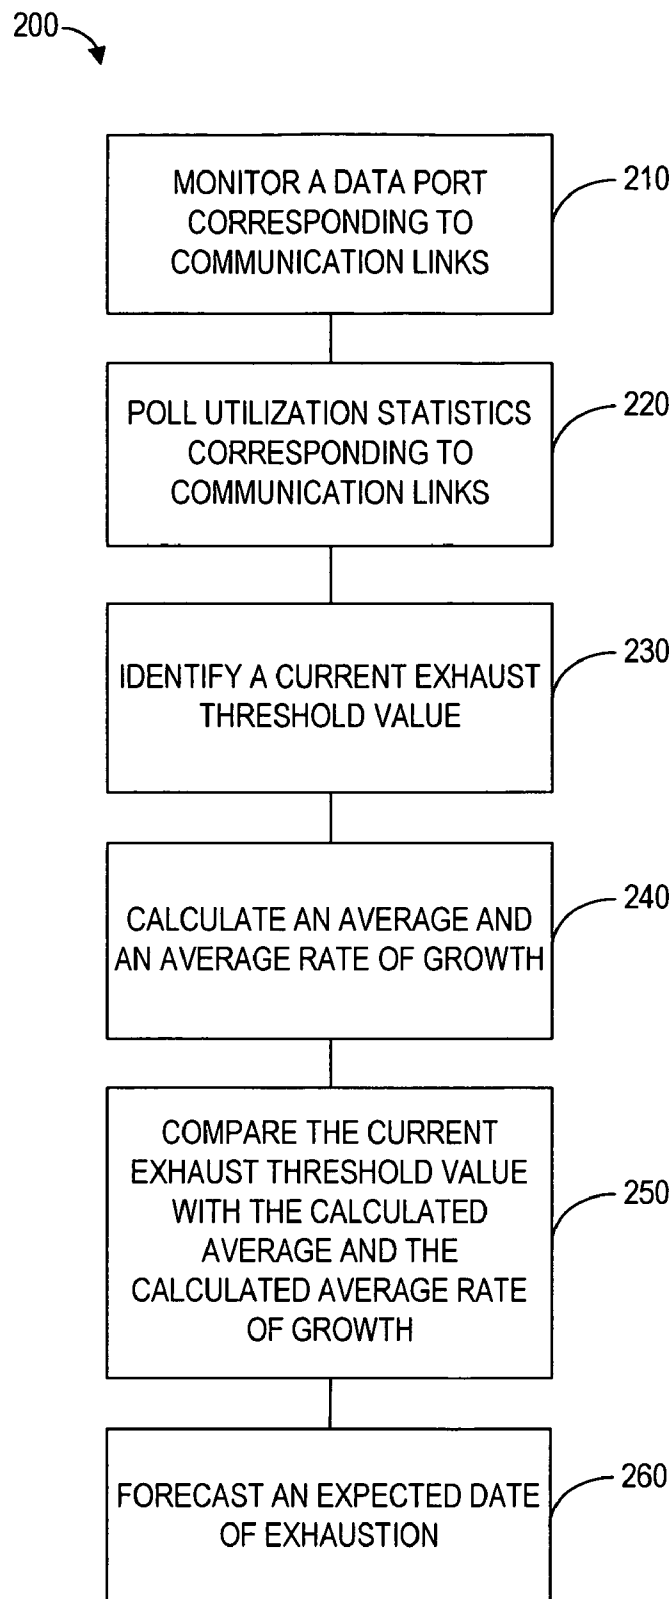 200
MONITOR A DATA PORT
CORRESPONDING TO
COMMUNICATION LINKS
210
POLL UTILIZATION STATISTICS
CORRESPONDING TO
COMMUNICATION LINKS
220
IDENTIFY A CURRENT EXHAUST
THRESHOLD VALUE
230
CALCULATE AN AVERAGE AND
AN AVERAGE RATE OF GROWTH
240
COMPARE THE CURRENT
EXHAUST THRESHOLD VALUE
WITH THE CALCULATED
AVERAGE AND THE
CALCULATED AVERAGE RATE
OF GROWTH
250
FORECAST AN EXPECTED DATE
OF EXHAUSTION
260